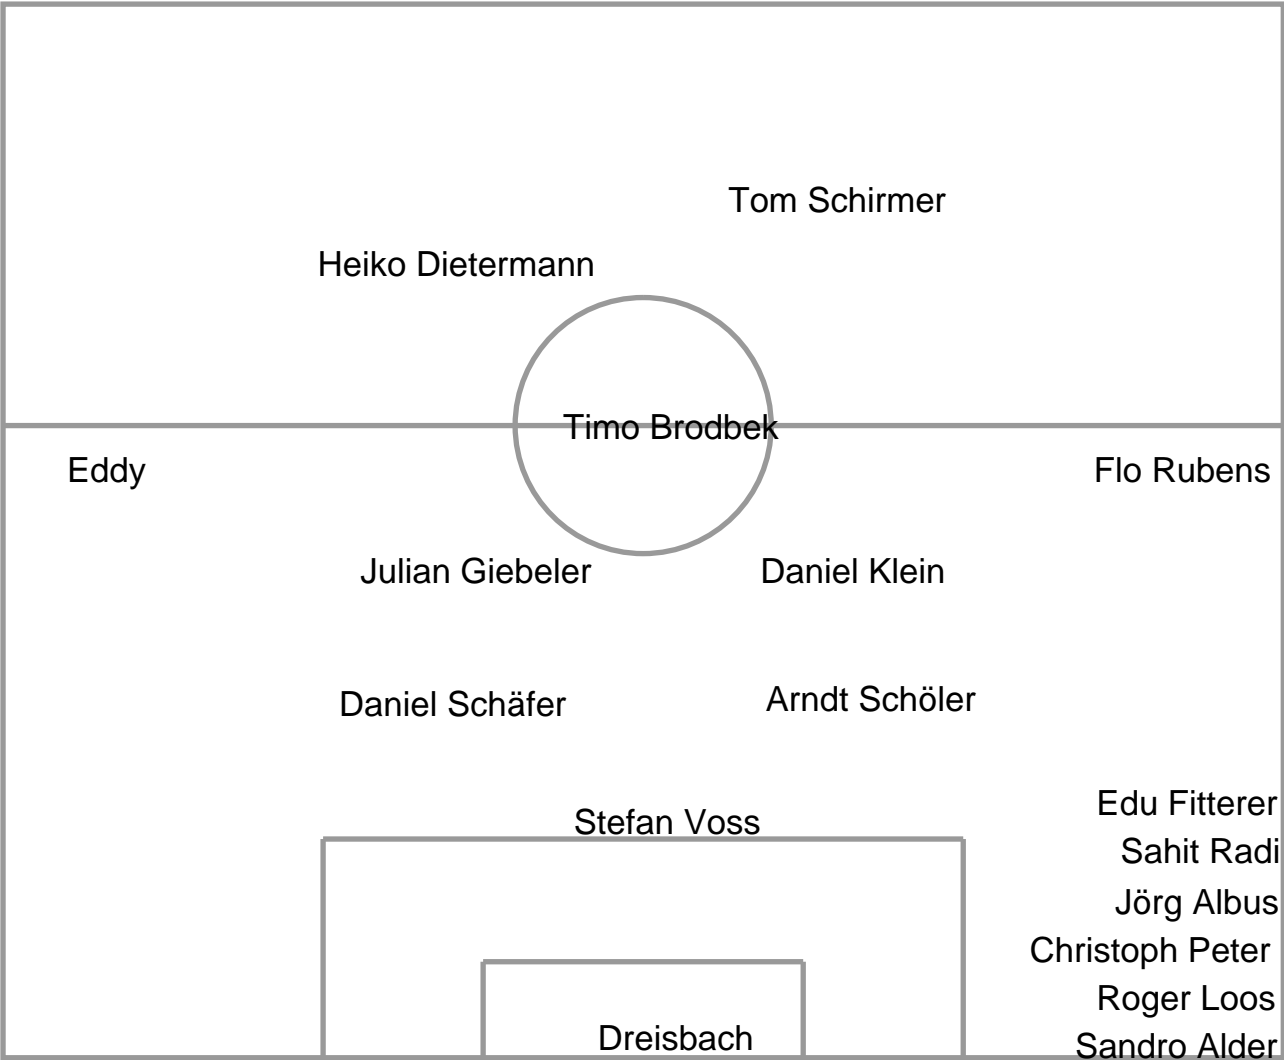 Tom Schirmer
Heiko Dietermann
Timo Brodbek
Eddy
Flo Rubens
Julian Giebeler
Daniel Klein
Daniel Schäfer
Arndt Schöler
Stefan Voss
Edu Fitterer
Sahit Radi
Jörg Albus
Christoph Peter
Roger Loos
Dreisbach
Sandro Alder